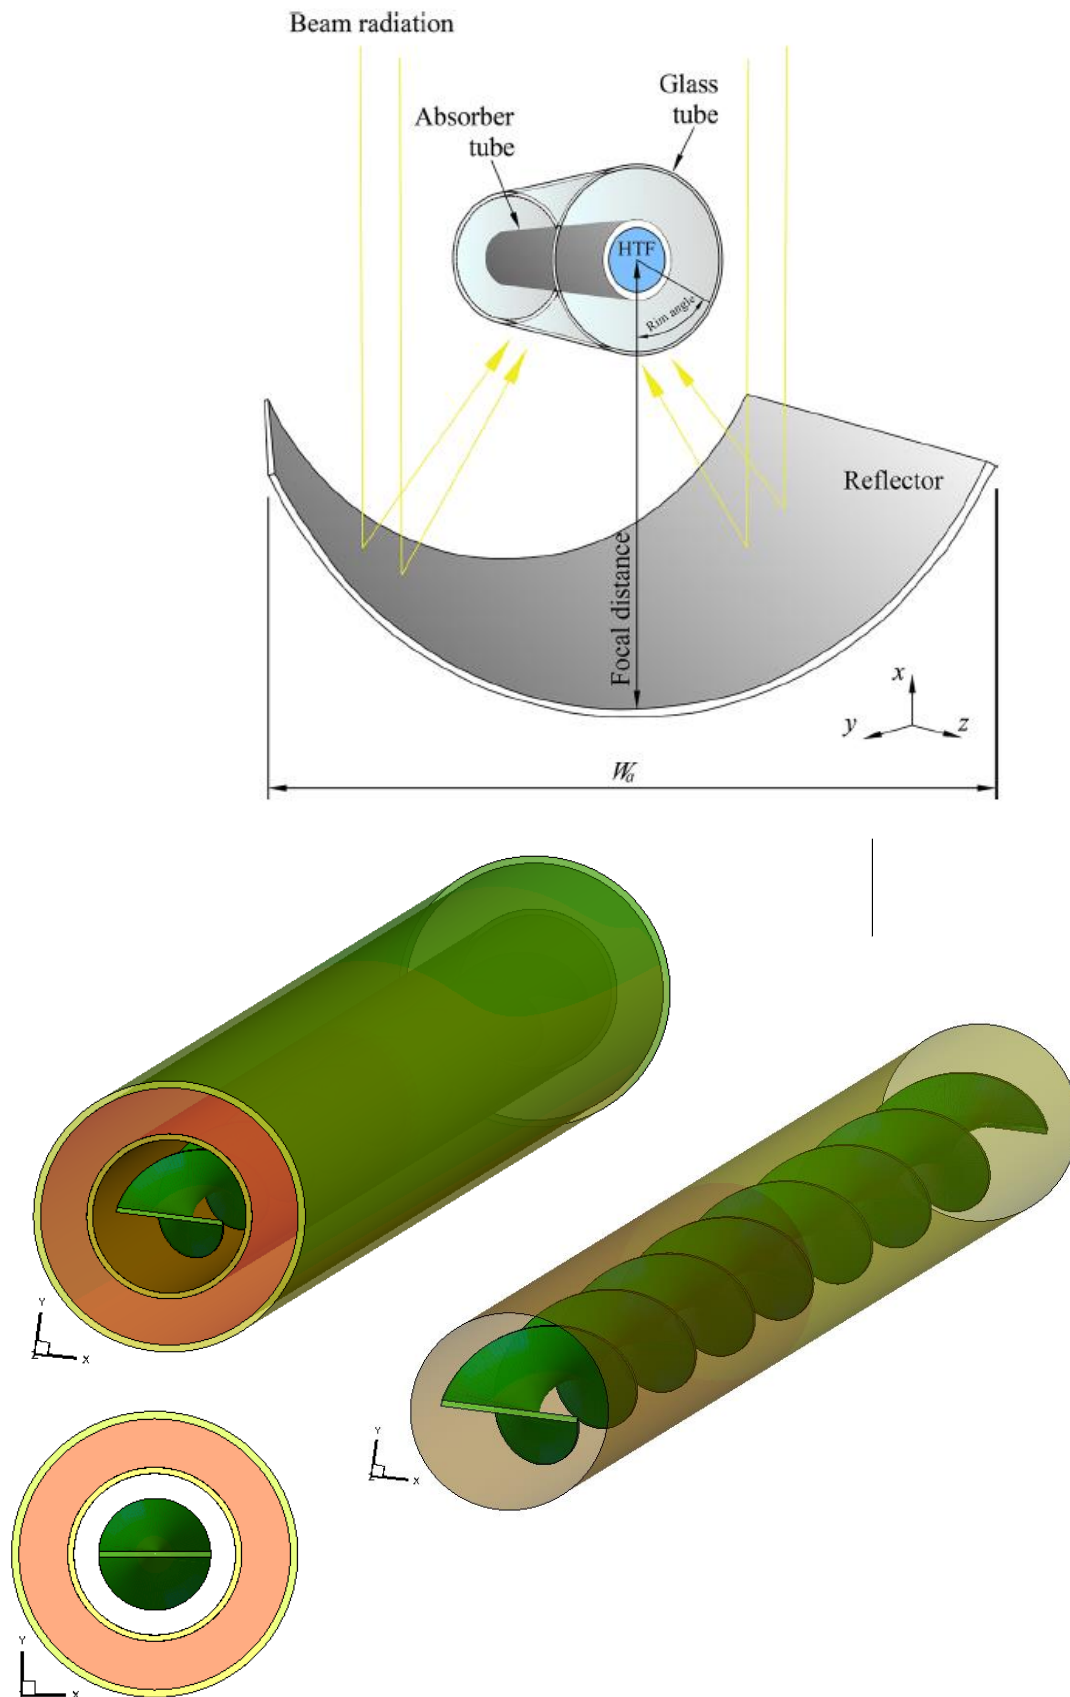 Beam radiation
Glass
tube
Absorber
tube
HTF
Rim angle
Reflector
Focal distance
x
y
z
Wa
Y
Z
X
Y
Z
X
Y
X